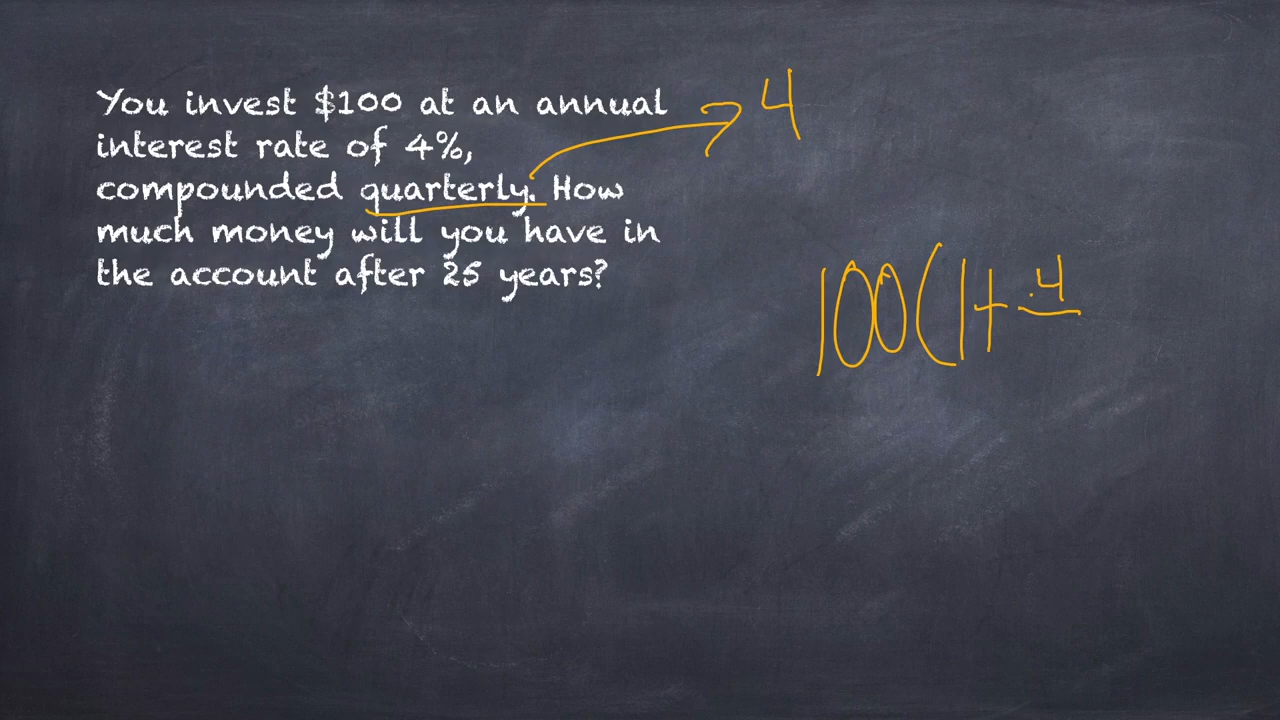 You invest $100 at an annual
interest rate of 4%,
compounded quarterly. How
much money will you have in
the account after 25 years?
4
100(1+.4